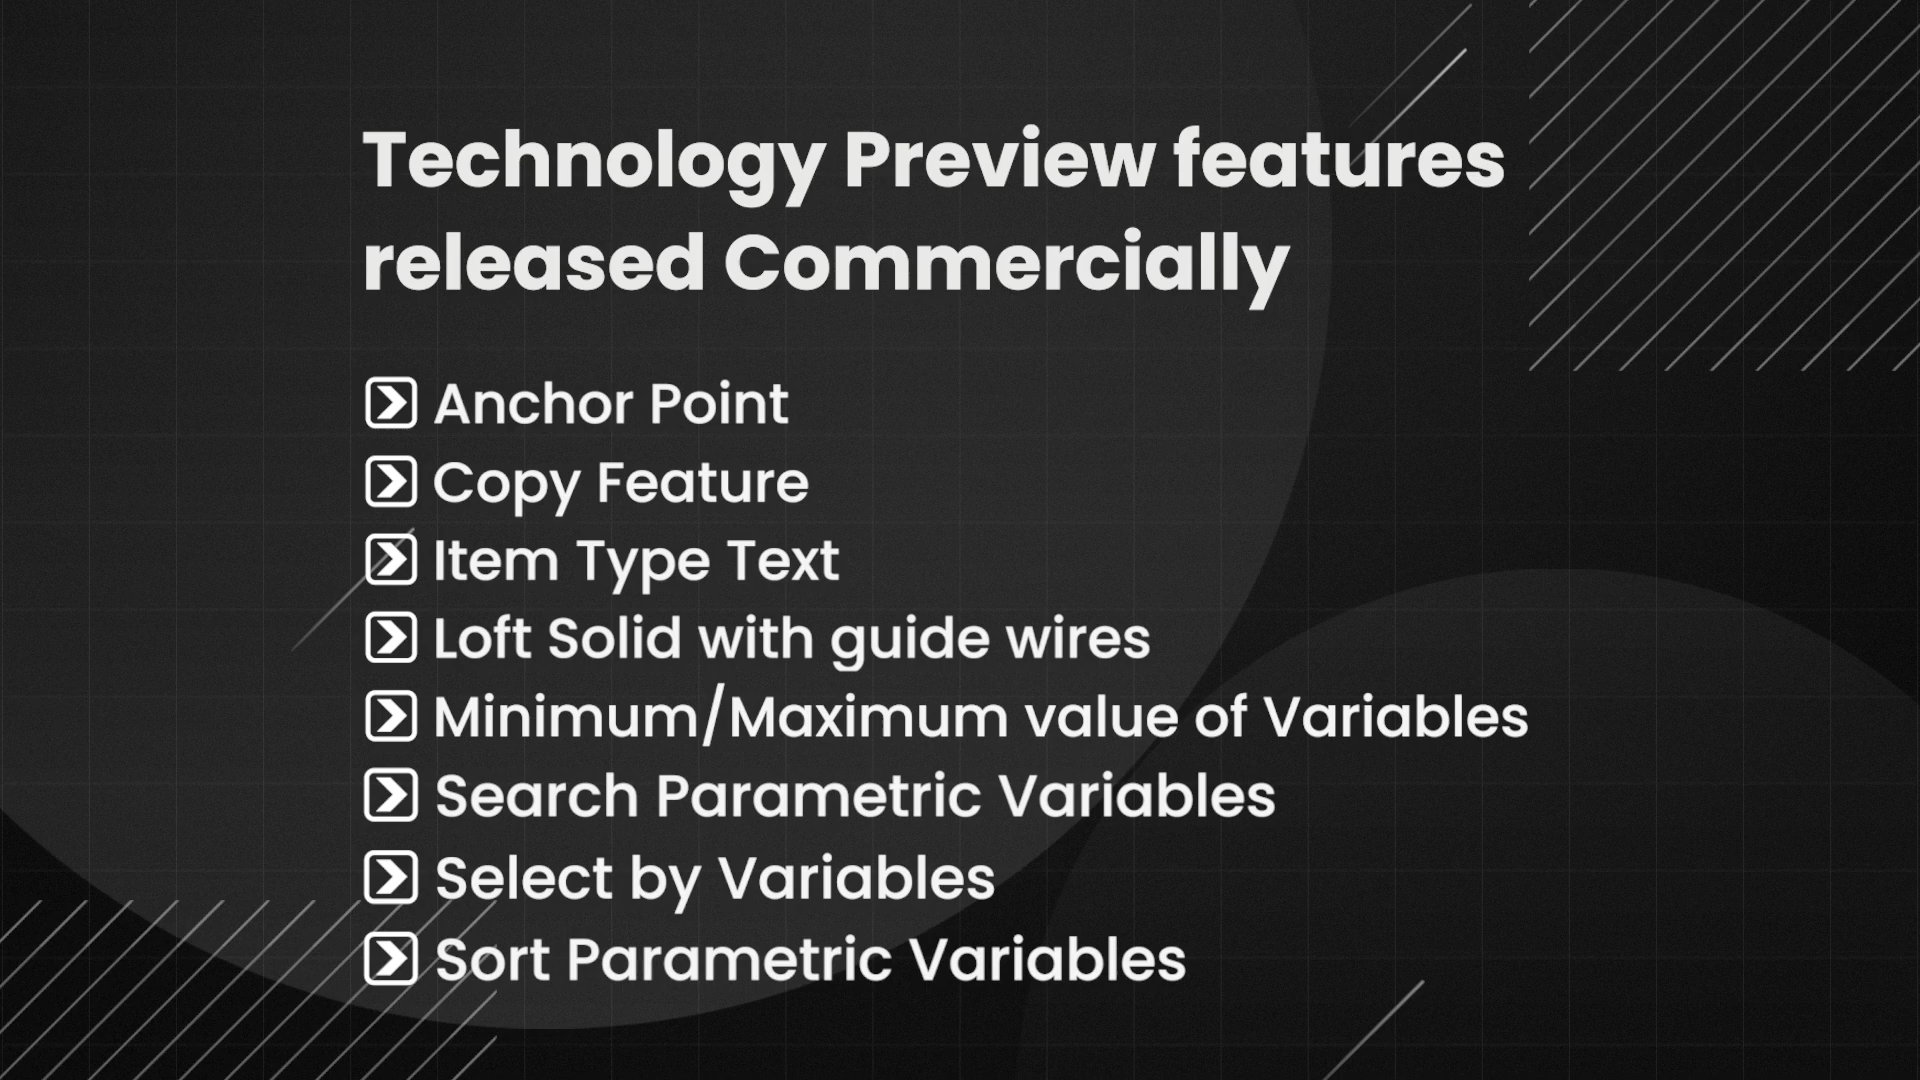 Technology Preview features
released Commercially
Anchor Point
Copy Feature
Item Type Text
Loft Solid with guide wires
Minimum/Maximum value of Variables
Search Parametric Variables
Select by Variables
Sort Parametric Variables